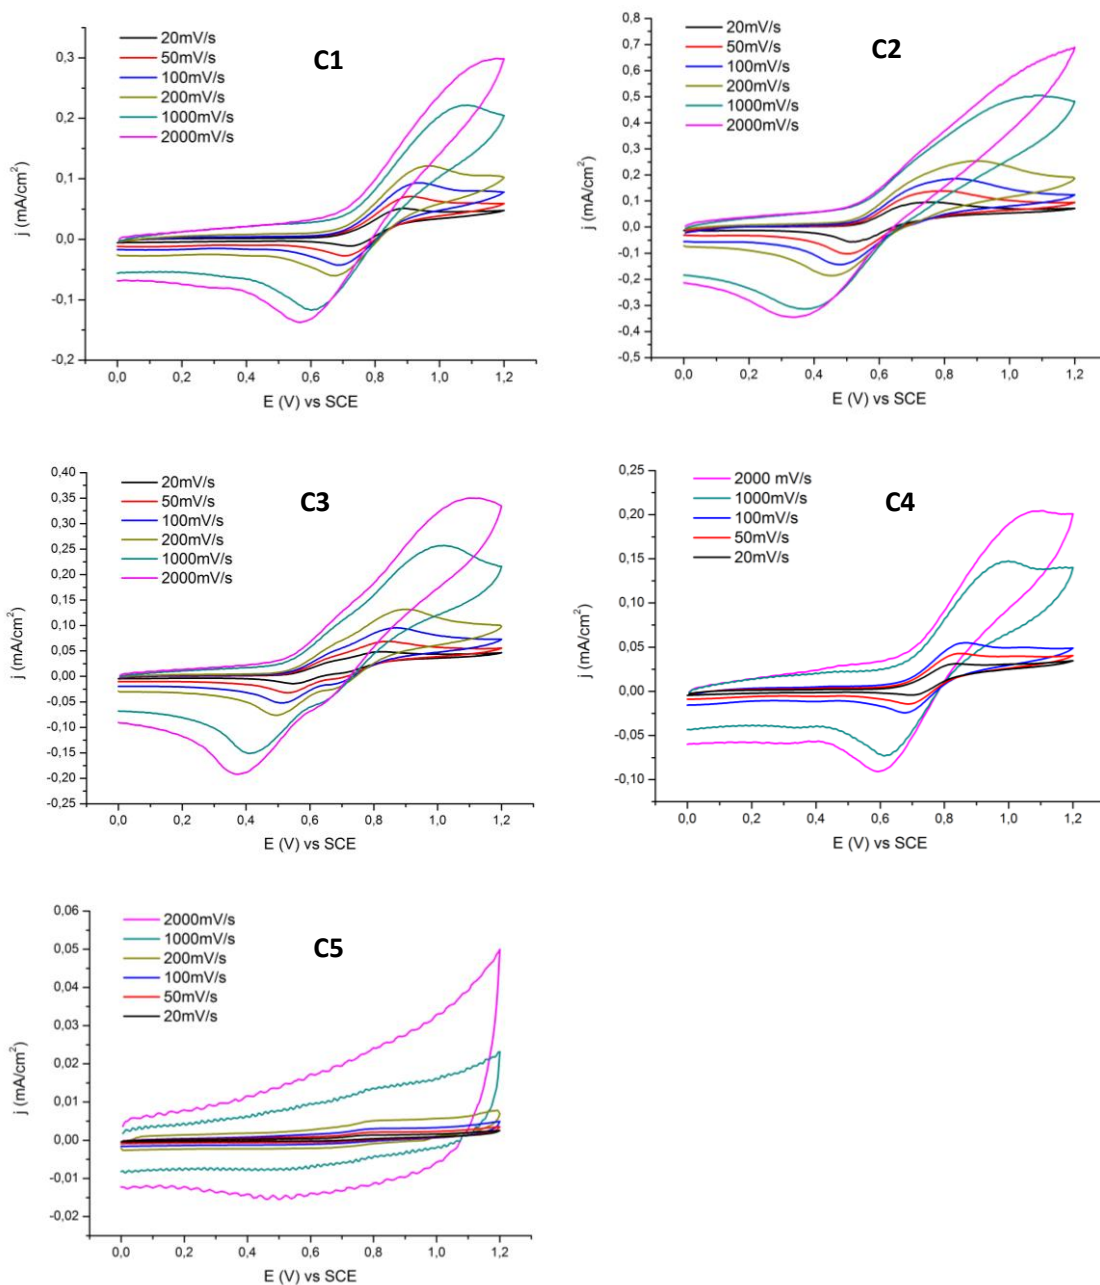 C1
20mV/s
50mV/s
100mV/s
200mV/s
1000mV/s
2000mV/s
j (mA/cm²)
0,3
0,2
0,1
0,0
-0,1
-0,2
0,0 0,2 0,4 0,6 0,8 1,0 1,2
E (V) vs SCE
C2
20mV/s
50mV/s
100mV/s
200mV/s
1000mV/s
2000mV/s
j (mA/cm²)
0,8
0,7
0,6
0,5
0,4
0,3
0,2
0,1
0,0
-0,1
-0,2
-0,3
-0,4
-0,5
0,0 0,2 0,4 0,6 0,8 1,0 1,2
E (V) vs SCE
C3
20mV/s
50mV/s
100mV/s
200mV/s
1000mV/s
2000mV/s
j (mA/cm²)
0,40
0,35
0,30
0,25
0,20
0,15
0,10
0,05
0,00
-0,05
-0,10
-0,15
-0,20
-0,25
0,0 0,2 0,4 0,6 0,8 1,0 1,2
E (V) vs SCE
C4
2000 mV/s
1000mV/s
100mV/s
50mV/s
20mV/s
j (mA/cm²)
0,25
0,20
0,15
0,10
0,05
0,00
-0,05
-0,10
0,0 0,2 0,4 0,6 0,8 1,0 1,2
E (V) vs SCE
C5
2000mV/s
1000mV/s
200mV/s
100mV/s
50mV/s
20mV/s
j (mA/cm²)
0,06
0,05
0,04
0,03
0,02
0,01
0,00
-0,01
-0,02
0,0 0,2 0,4 0,6 0,8 1,0 1,2
E (V) vs SCE